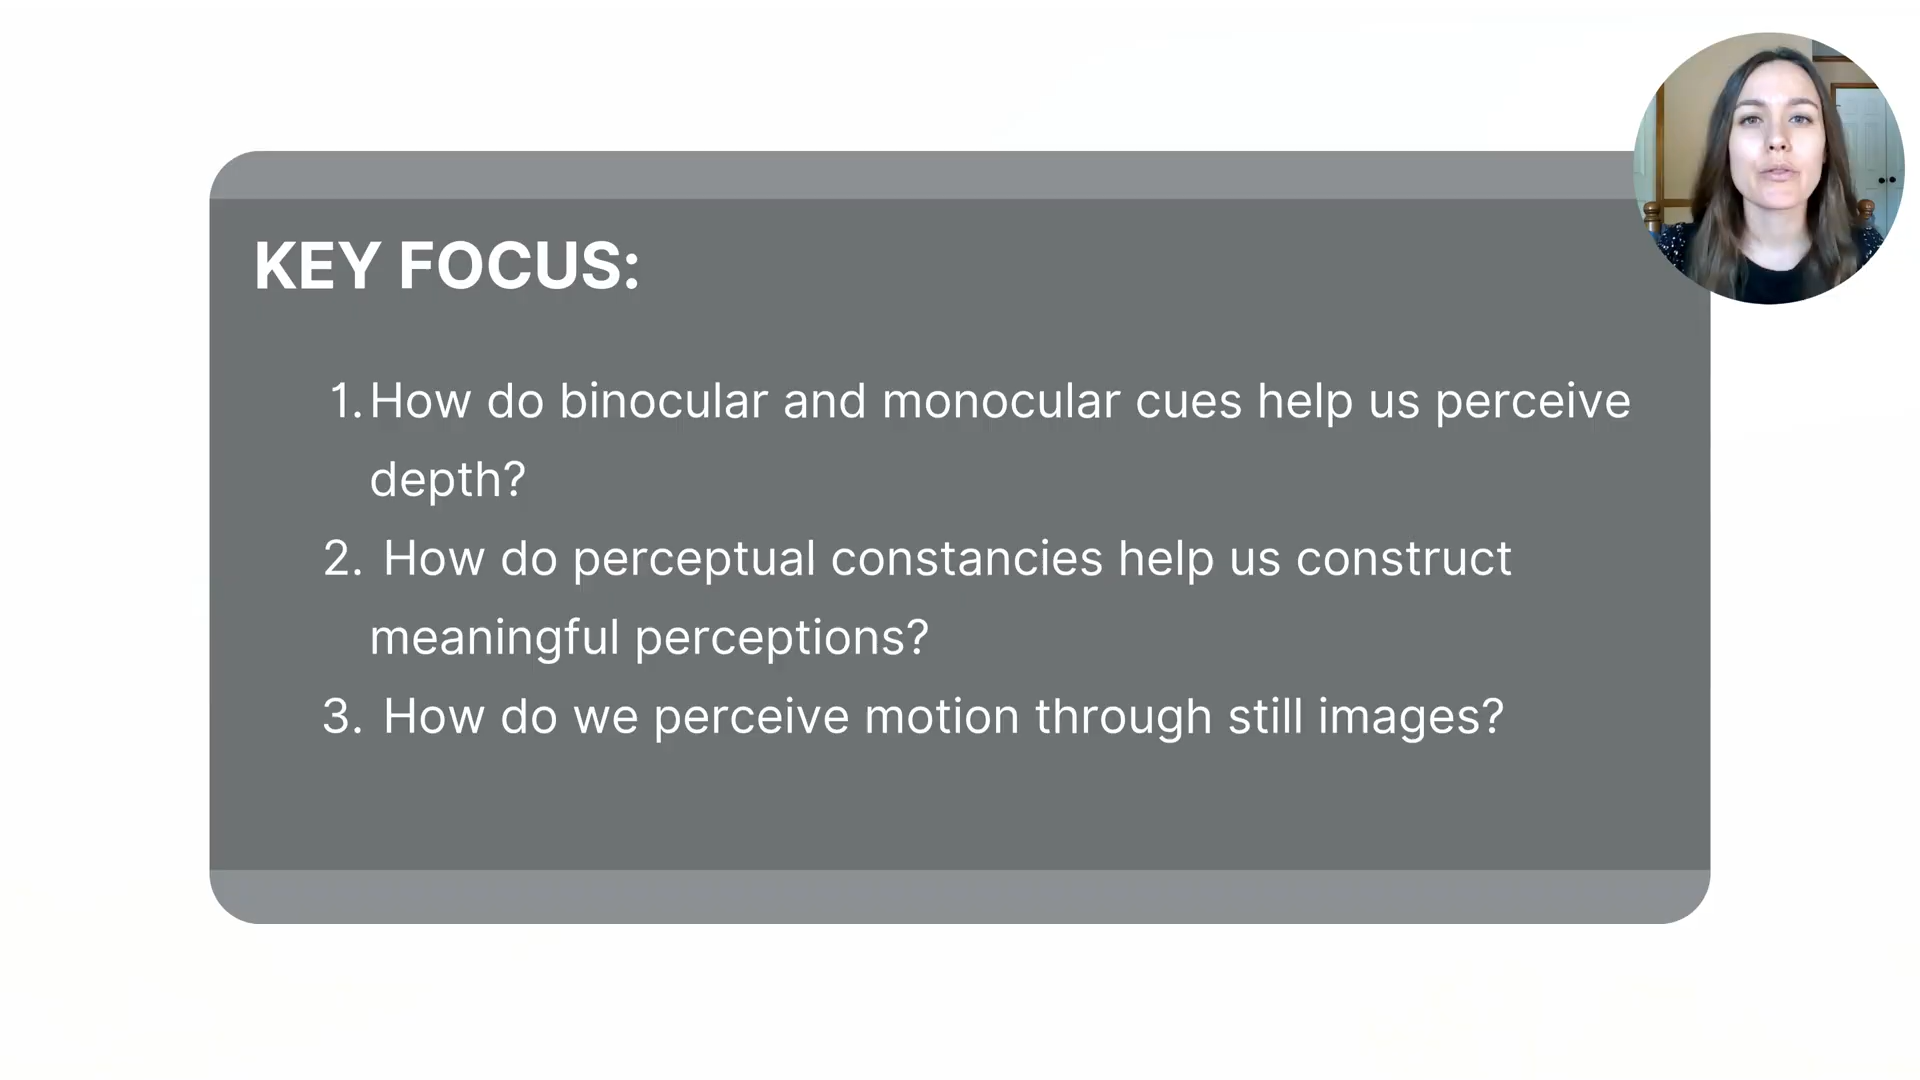 KEY FOCUS:
1. How do binocular and monocular cues help us perceive
depth?
2. How do perceptual constancies help us construct
meaningful perceptions?
3. How do we perceive motion through still images?